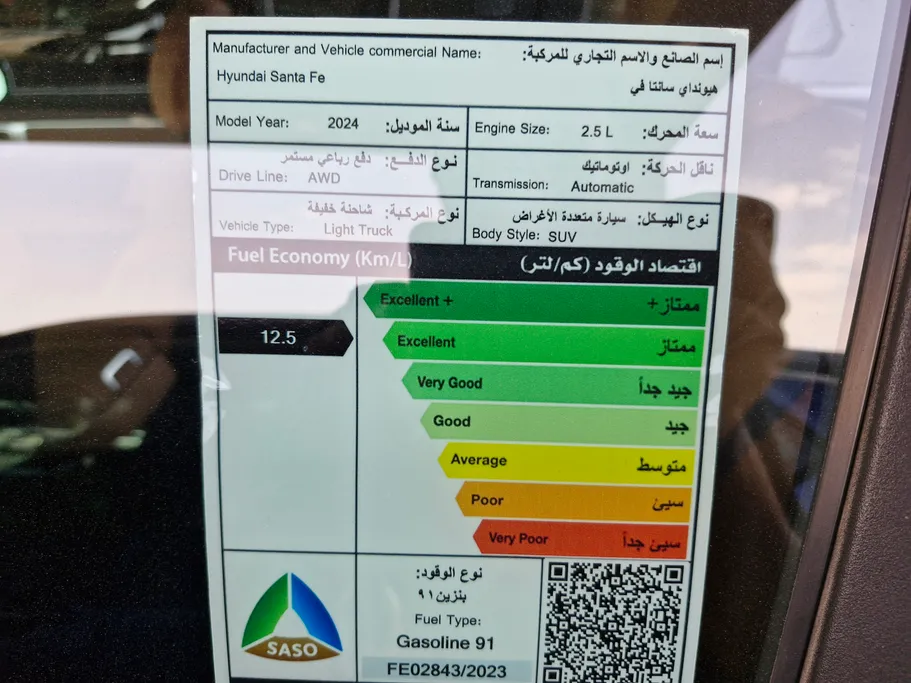 Manufacturer and Vehicle commercial Name: إسم الصانع والاسم التجاري للمركبة:
Hyundai Santa Fe هيونداي سانتا في
Model Year: 2024 سنة الموديل:
Engine Size: 2.5 L سعة المحرك:
نوع الدفـــع: دفع رباعي مستمر
Drive Line: AWD
ناقل الحركة: اوتوماتيك
Transmission: Automatic
نوع المركبة: شاحنة خفيفة
Vehicle Type: Light Truck
نوع الهيكل: سيارة متعددة الأغراض
Body Style: SUV
Fuel Economy (Km/L) اقتصاد الوقود (كم/لتر)
Excellent + ممتاز+
12.5
Excellent ممتاز
Very Good جيد جداً
Good جيد
Average متوسط
Poor سيئ
Very Poor سيئ جداً
SASO
نوع الوقود:
بنزين ٩١
Fuel Type:
Gasoline 91
FE02843/2023